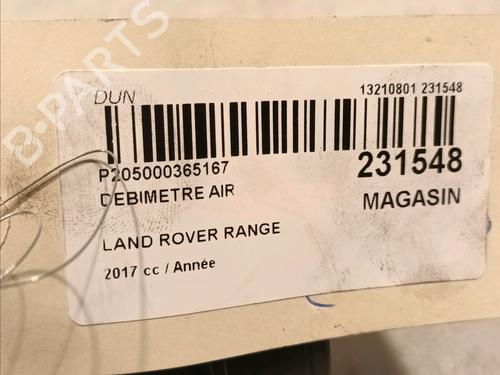 B-PARTS
DUN
13210801 231548
P205000365167
231548
DEBIMETRE AIR
MAGASIN
LAND ROVER RANGE
2017 cc / Année